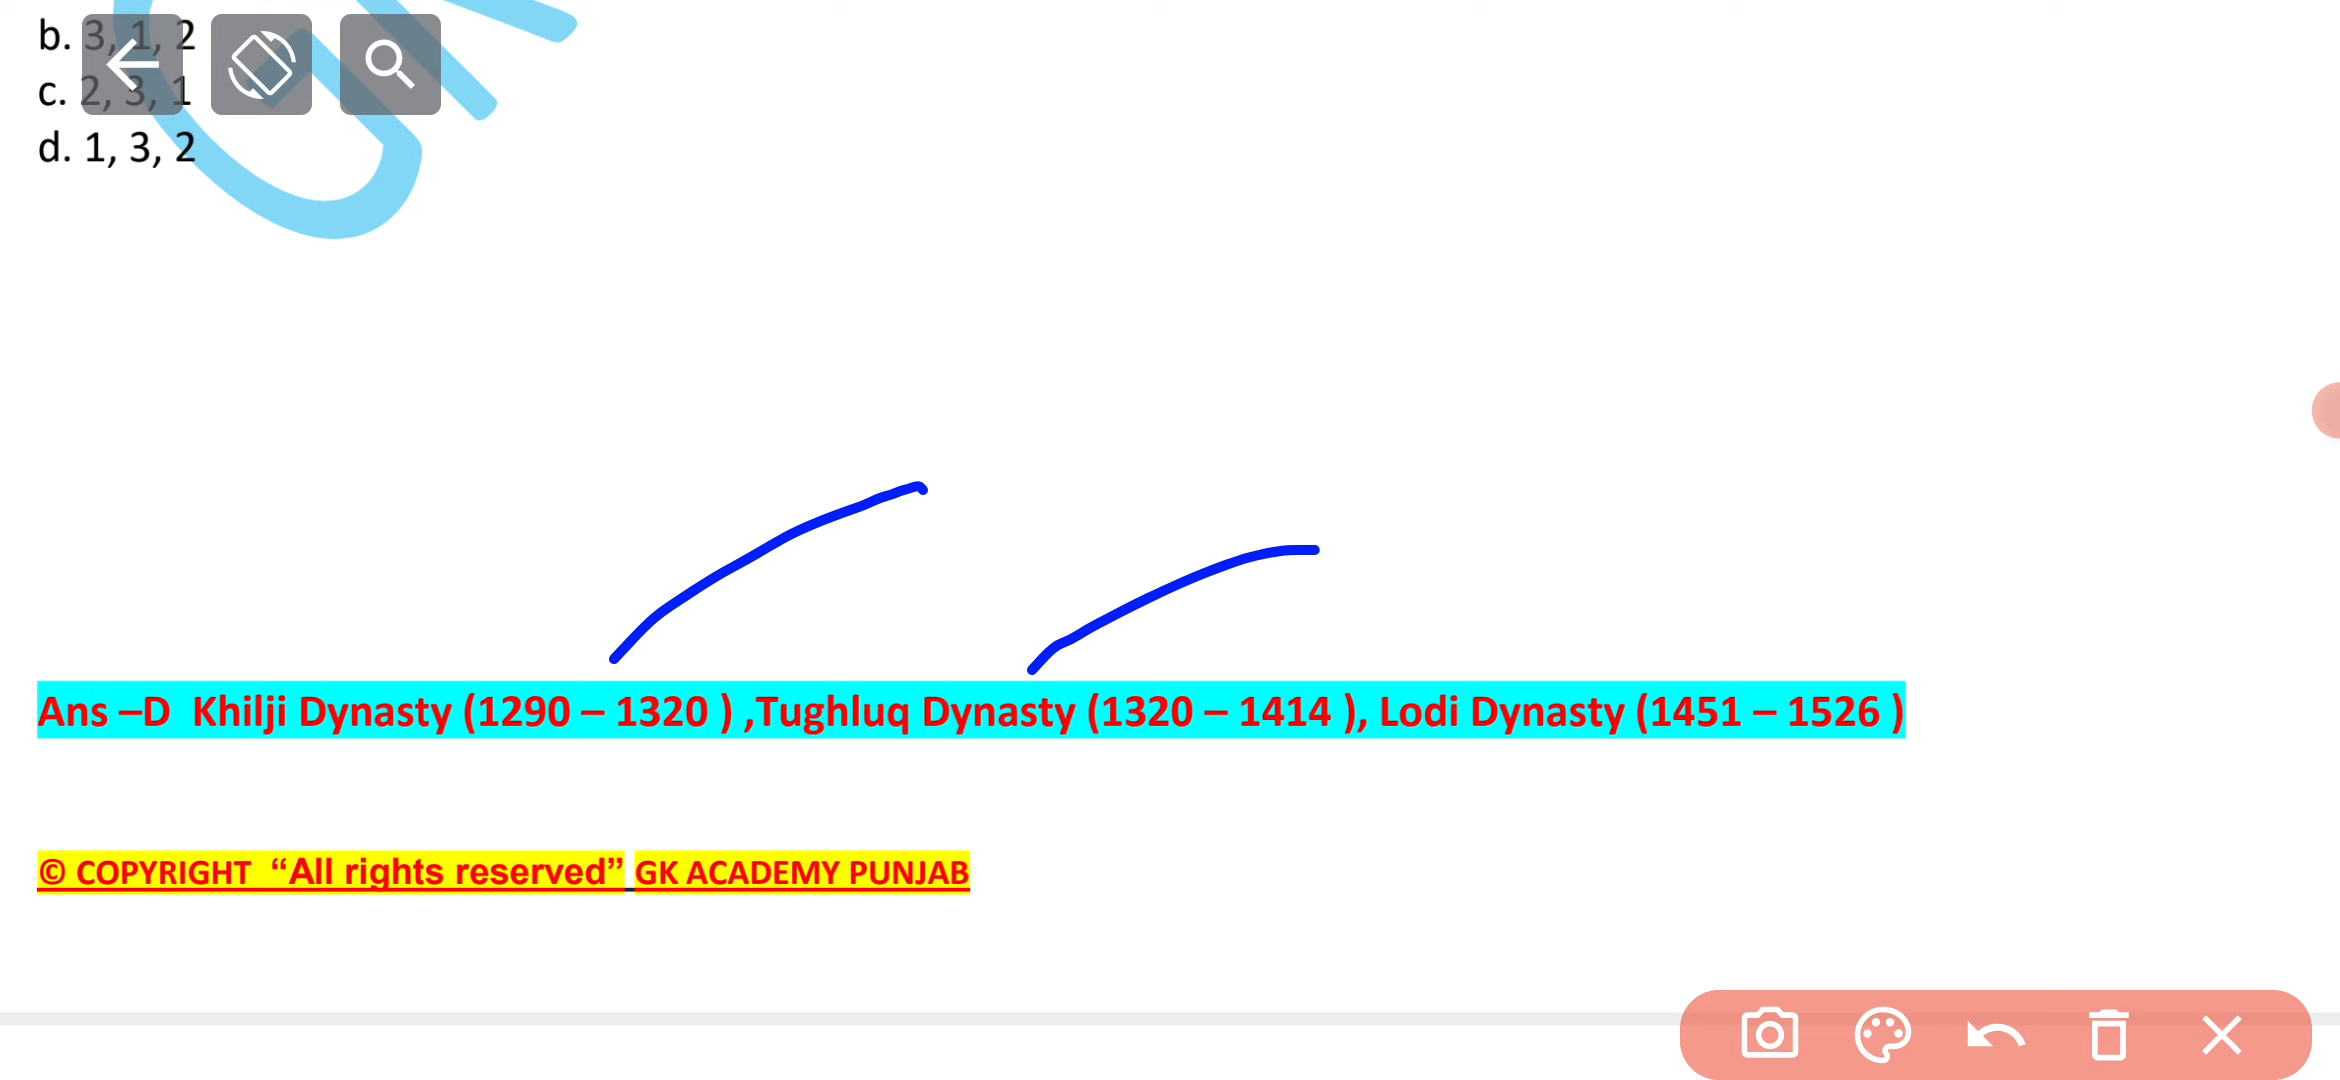 b. 3, 1, 2
c. 2, 3, 1
d. 1, 3, 2
Ans –D  Khilji Dynasty (1290 – 1320 ) ,Tughluq Dynasty (1320 – 1414 ), Lodi Dynasty (1451 – 1526 )
© COPYRIGHT  “All rights reserved” GK ACADEMY PUNJAB